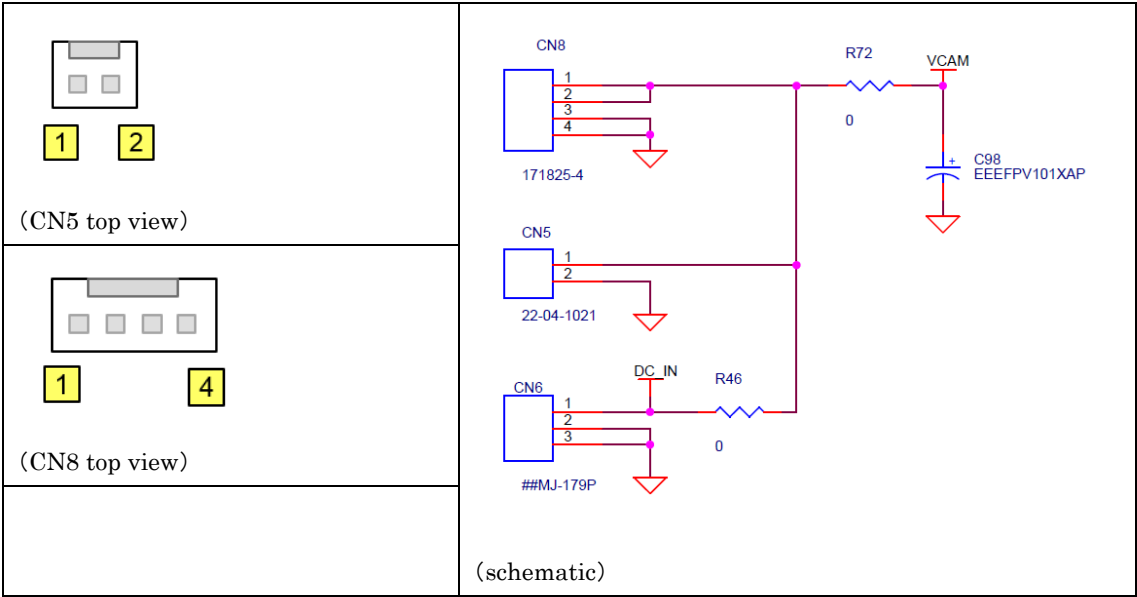 1
2
（CN5 top view）
1
4
（CN8 top view）
CN8
1
2
3
4
171825-4
R72
0
VCAM
+
C98
EEEFPV101XAP
CN5
1
2
22-04-1021
DC_IN
R46
0
CN6
1
2
3
##MJ-179P
（schematic）